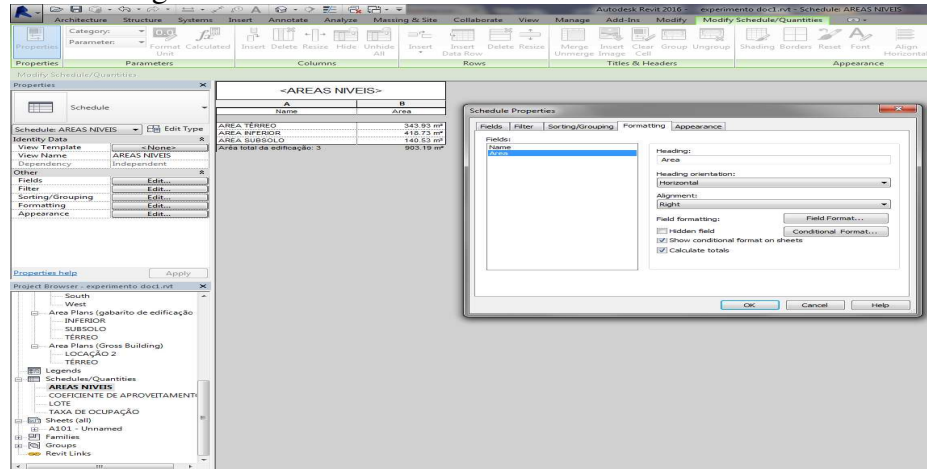 Autodesk Revit 2016 - experimento doc1.rvt - Schedule: AREAS NIVEIS
Architecture Structure Systems Insert Annotate Analyze Massing & Site Collaborate View Manage Add-Ins Modify Modify Schedule/Quantities
Category:
Parameter:
Properties Format Unit Calculated Insert Delete Resize Hide Unhide All Insert Insert Data Row Delete Resize Merge Unmerge Insert Image Clear Cell Group Ungroup Shading Borders Reset Font Align Horizontal
Properties Parameters Columns Rows Titles & Headers Appearance
Modify Schedule/Quantities
Properties
Schedule
Schedule: AREAS NIVEIS Edit Type
Identity Data
View Template <None>
View Name AREAS NIVEIS
Dependency Independent
Other
Fields Edit...
Filter Edit...
Sorting/Grouping Edit...
Formatting Edit...
Appearance Edit...
Properties help Apply
Project Browser - experimento doc1.rvt
South
West
Area Plans (gabarito de edificação
INFERIOR
SUBSOLO
TÉRREO
Area Plans (Gross Building)
LOCAÇÃO 2
TÉRREO
Legends
Schedules/Quantities
AREAS NIVEIS
COEFICIENTE DE APROVEITAMENT
LOTE
TAXA DE OCUPAÇÃO
Sheets (all)
A101 - Unnamed
Families
Groups
Revit Links
<AREAS NIVEIS>
A B
Name Area
AREA TÉRREO 343.93 m²
AREA INFERIOR 418.73 m²
AREA SUBSOLO 140.53 m²
Aréa total da edificação: 3 903.19 m²
Schedule Properties
Fields Filter Sorting/Grouping Formatting Appearance
Fields:
Name
Area
Heading:
Area
Heading orientation:
Horizontal
Alignment:
Right
Field formatting: Field Format...
Hidden field Conditional Format...
Show conditional format on sheets
Calculate totals
OK Cancel Help